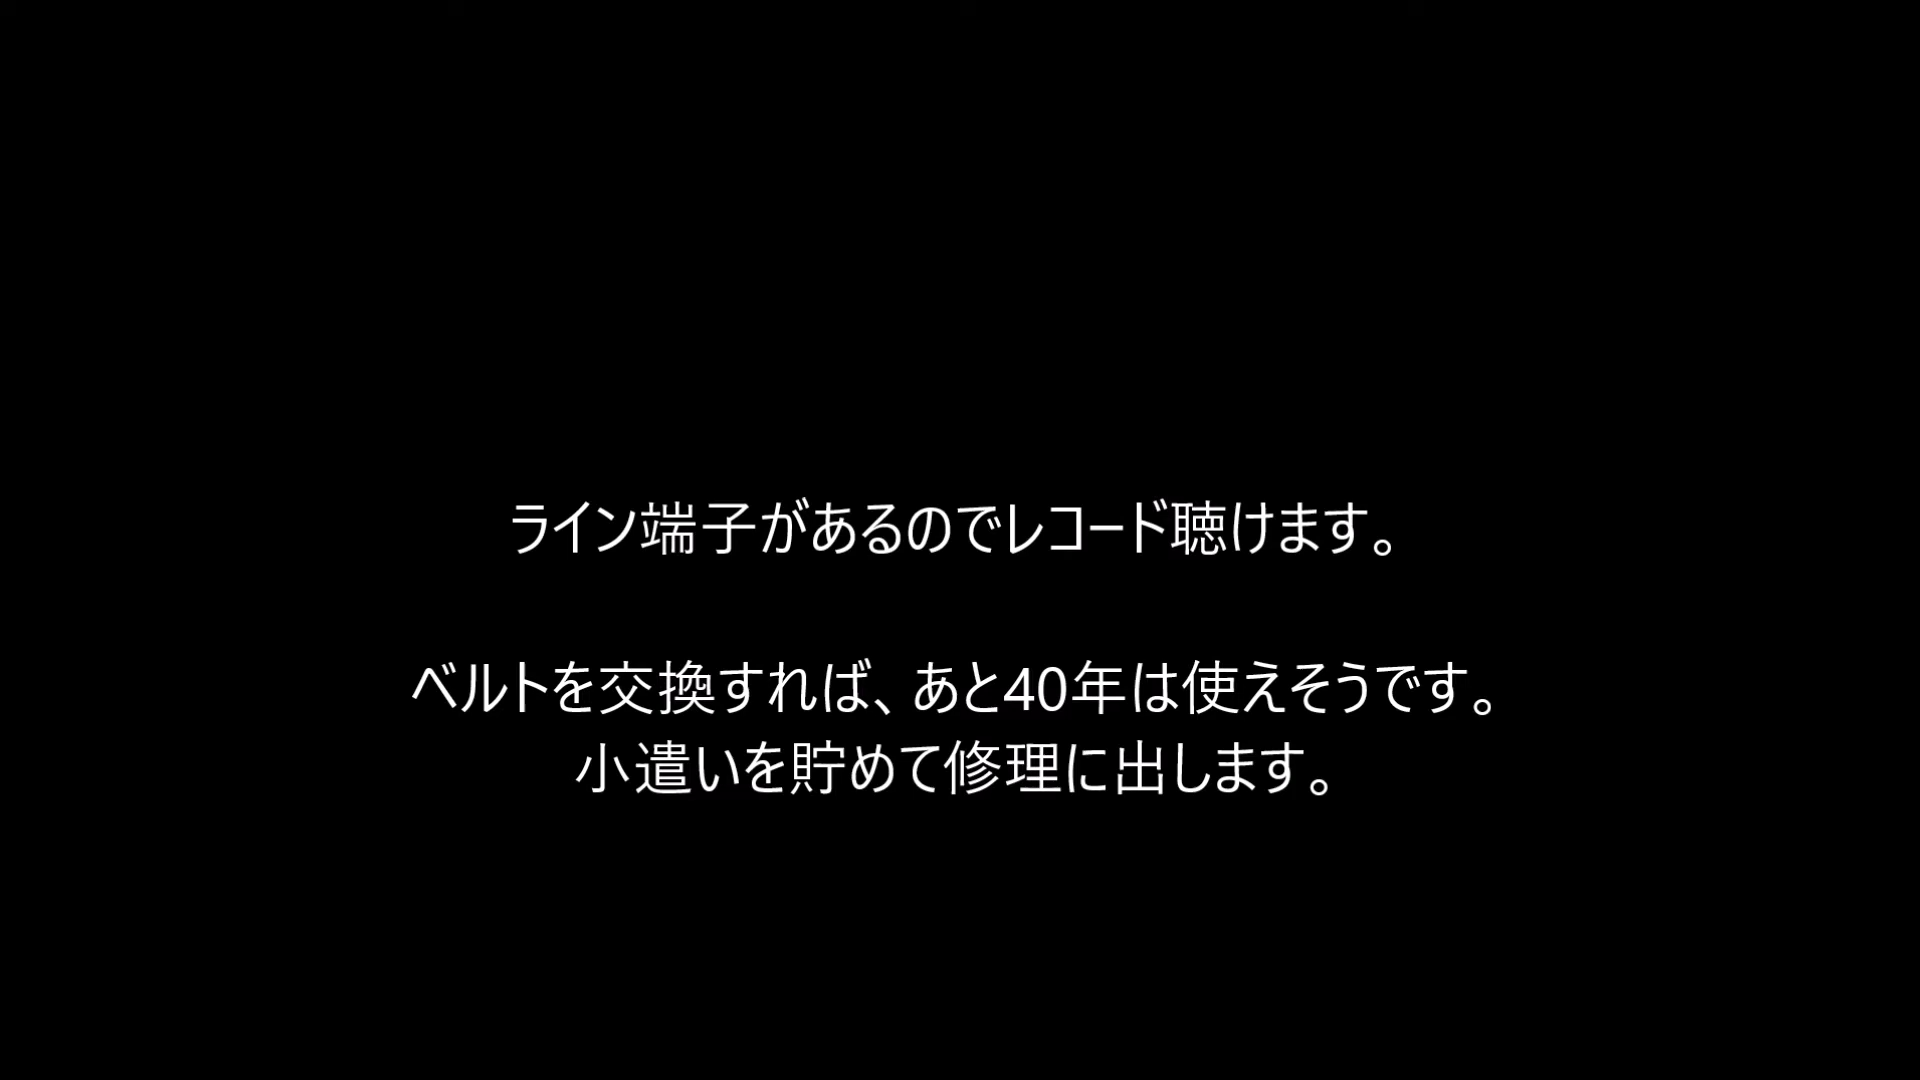 ライン端子があるのでレコード聴けます。
ベルトを交換すれば、あと40年は使えそうです。
小遣いを貯めて修理に出します。